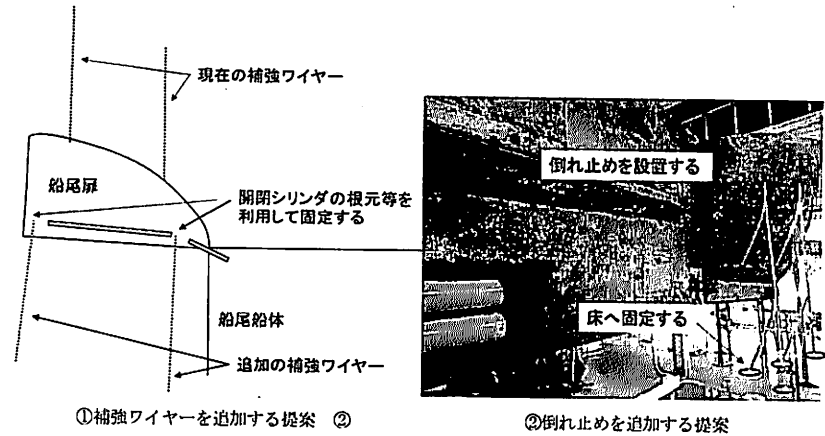 現在の補強ワイヤー
船尾扉
開閉シリンダの根元等を
利用して固定する
船尾船体
追加の補強ワイヤー
①補強ワイヤーを追加する提案　②
倒れ止めを設置する
床へ固定する
②倒れ止めを追加する提案